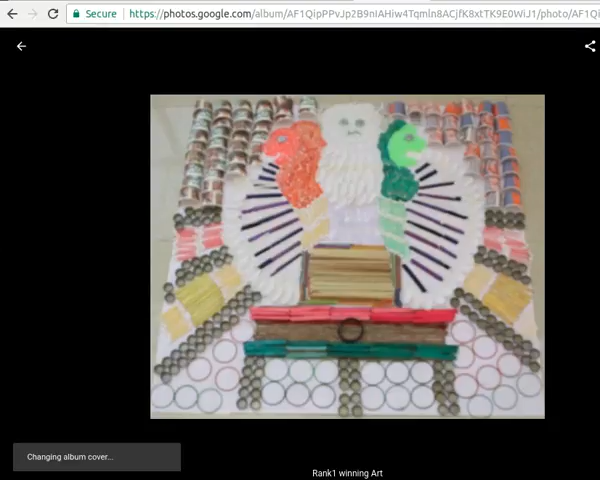 Secure https://photos.google.com/album/AF1QipPPvJp2B9nIAHiw4Tqmln8ACjfK8xtTK9E0WiJ1/photo/AF1Qi
Changing album cover...
Rank1 winning Art